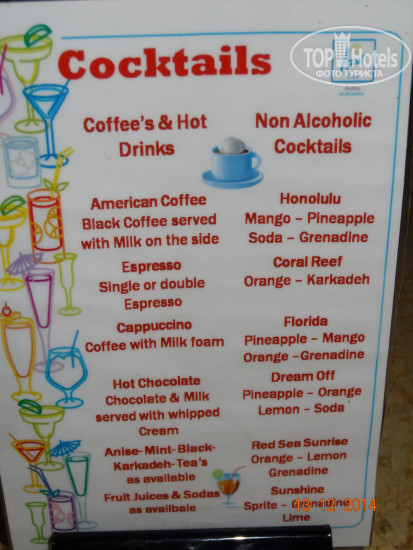 TOPHotels
ФОТО ТУРИСТА
Cocktails
Coffee's & Hot
Drinks
American Coffee
Black Coffee served
with Milk on the side
Espresso
Single or double
Espresso
Cappuccino
Coffee with Milk foam
Hot Chocolate
Chocolate & Milk
served with whipped
Cream
Anise-Mint-Black-
Karkadeh-Tea's
as available
Fruit Juices & Sodas
as availbale
Non Alcoholic
Cocktails
Honolulu
Mango – Pineapple
Soda – Grenadine
Coral Reef
Orange – Karkadeh
Florida
Pineapple – Mango
Orange –Grenadine
Dream Off
Pineapple – Orange
Lemon – Soda
Red Sea Sunrise
Orange – Lemon
Grenadine
Sunshine
Sprite – Grenadine
Lime
13-12-2014